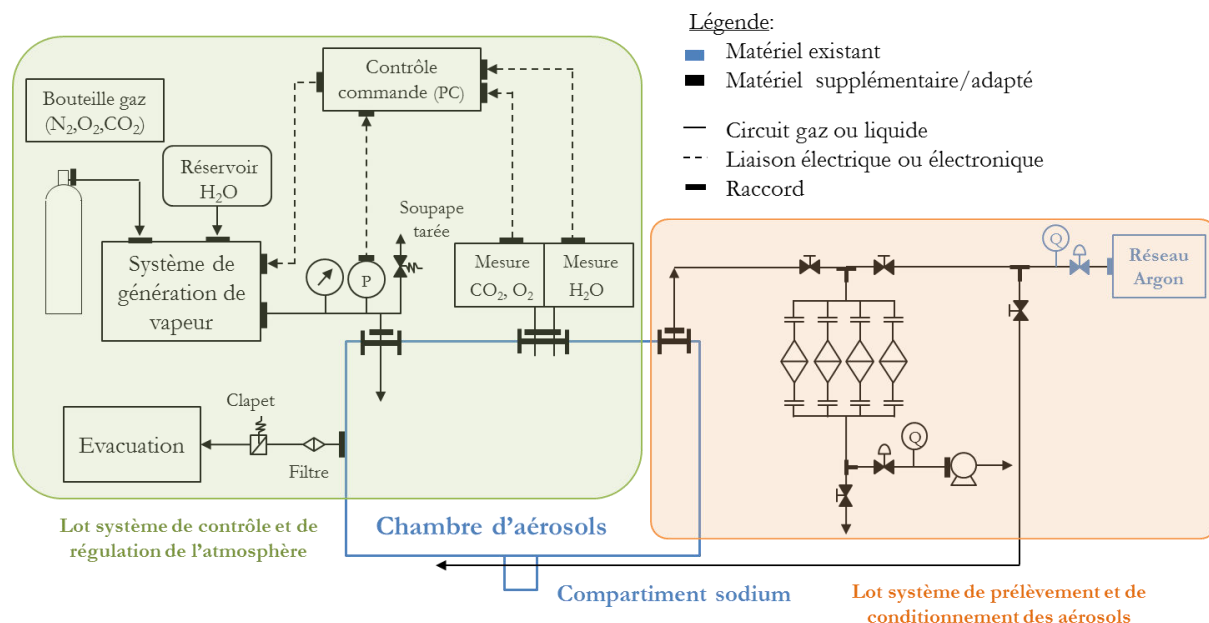 Légende:
Matériel existant
Matériel supplémentaire/adapté
Circuit gaz ou liquide
Liaison électrique ou électronique
Raccord
Contrôle
commande (PC)
Bouteille gaz
(N₂,O₂,CO₂)
Réservoir
H₂O
Soupape
tarée
Système de
génération de
vapeur
P
Mesure
CO₂, O₂
Mesure
H₂O
Q
Réseau
Argon
Clapet
Evacuation
Filtre
Q
Lot système de contrôle et de
régulation de l'atmosphère
Chambre d'aérosols
Compartiment sodium
Lot système de prélèvement et de
conditionnement des aérosols